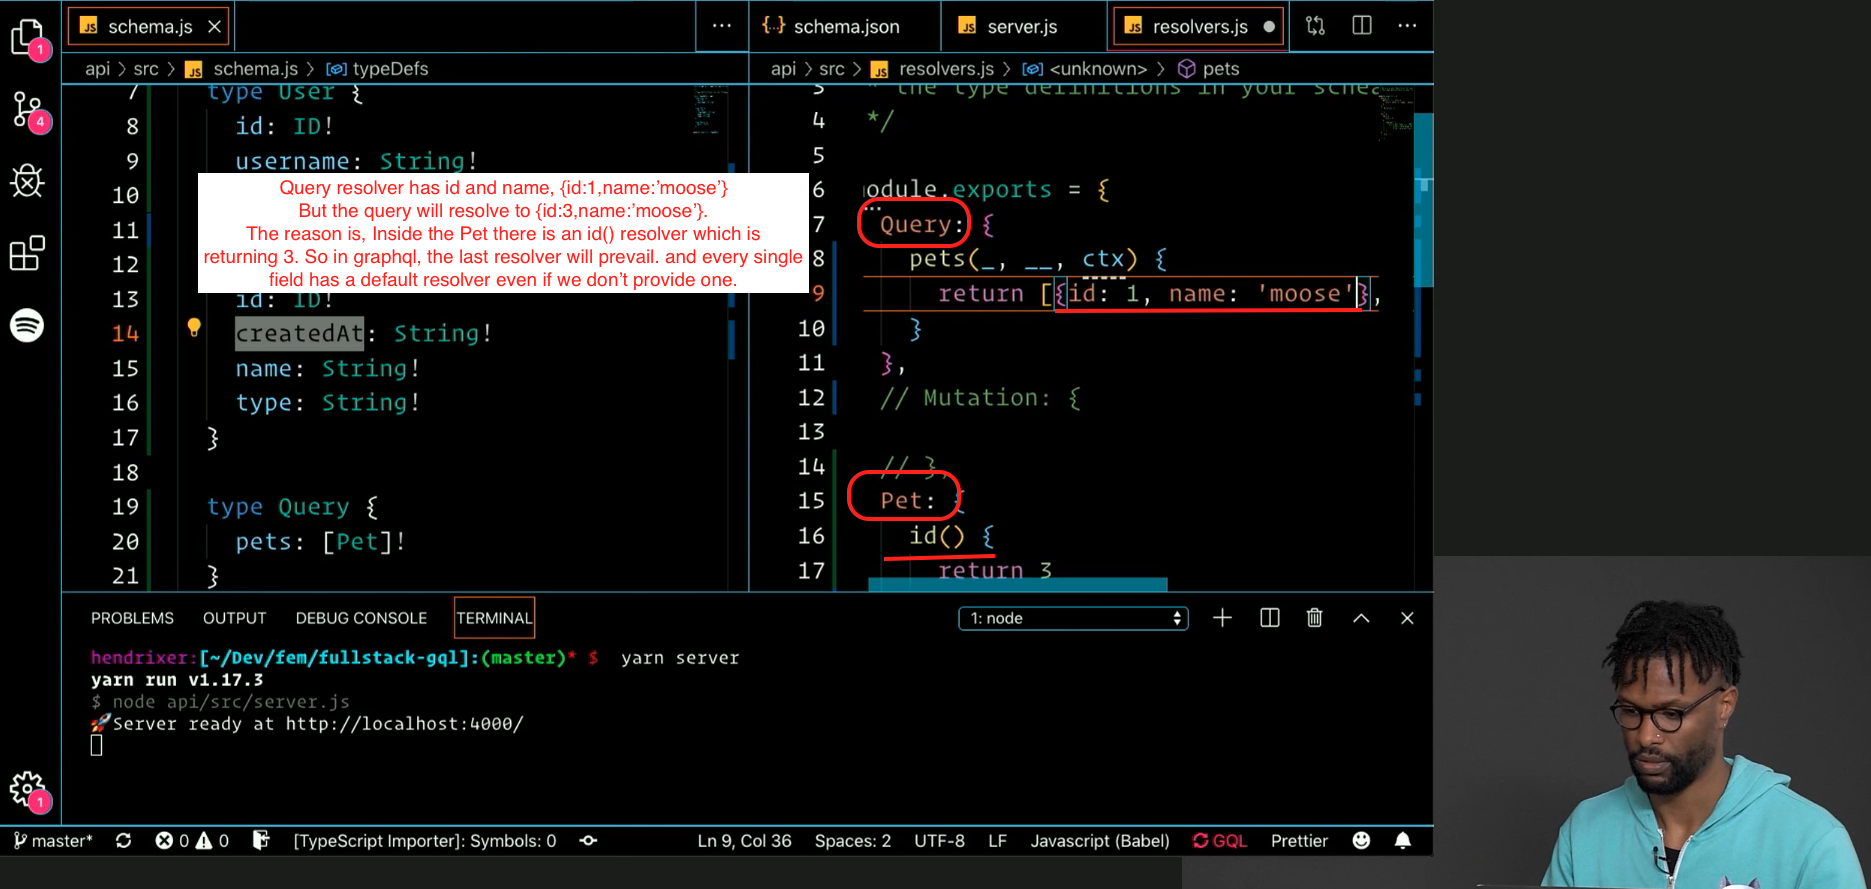 schema.js
schema.json
server.js
resolvers.js
api > src > schema.js > typeDefs
api > src > resolvers.js > <unknown> > pets
7 type User {
8 id: ID!
9 username: String!
10
11
12
13 id: ID!
14 createdAt: String!
15 name: String!
16 type: String!
17 }
18
19 type Query {
20 pets: [Pet]!
21 }
Query resolver has id and name, {id:1,name:’moose’}
But the query will resolve to {id:3,name:’moose’}.
The reason is, Inside the Pet there is an id() resolver which is
returning 3. So in graphql, the last resolver will prevail. and every single
field has a default resolver even if we don’t provide one.
3 * the type definitions in your sche
4 */
5
6 odule.exports = {
7 Query: {
8 pets(_, __, ctx) {
9 return [{id: 1, name: 'moose'},
10 }
11 },
12 // Mutation: {
13
14 // },
15 Pet: {
16 id() {
17 return 3
PROBLEMS OUTPUT DEBUG CONSOLE TERMINAL
1: node
hendrixer:[~/Dev/fem/fullstack-gql]:(master)* $ yarn server
yarn run v1.17.3
$ node api/src/server.js
🚀Server ready at http://localhost:4000/
1
4
1
master* 0 0 [TypeScript Importer]: Symbols: 0 Ln 9, Col 36 Spaces: 2 UTF-8 LF Javascript (Babel) GQL Prettier